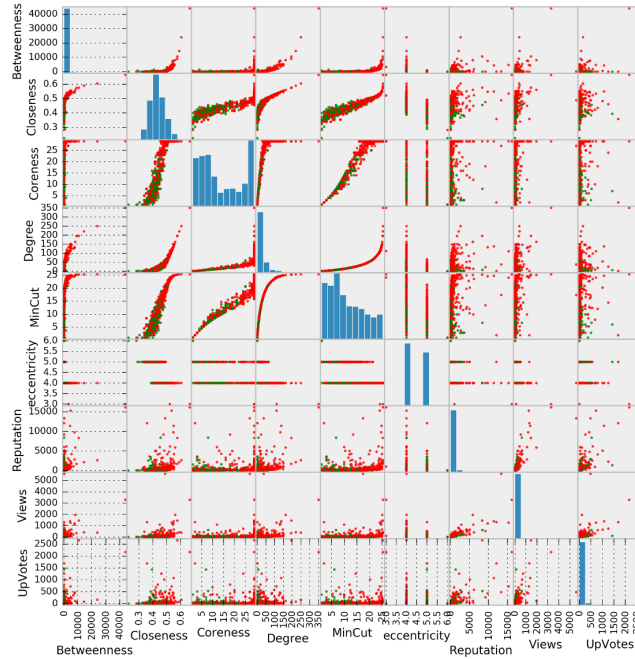 Betweenness
40000
30000
20000
10000
0
Closeness
0.6
0.5
0.4
0.3
Coreness
25
20
15
10
5
Degree
350
300
250
200
150
100
50
0
MinCut
20
15
10
5
eccentricity
6.0
5.5
5.0
4.5
4.0
3.5
3.0
Reputation
15000
10000
5000
0
Views
5000
4000
3000
2000
1000
0
UpVotes
2500
2000
1500
1000
500
0
0 10000 20000 30000 40000
0.3 0.4 0.5 0.6
5 10 15 20 25
0 50 100 150 200 250 300 350
5 10 15 20 25
3.0 3.5 4.0 4.5 5.0 5.5 6.0
0 5000 10000 15000
0 1000 2000 3000 4000 5000
0 500 1000 1500 2000 2500
Betweenness Closeness Coreness Degree MinCut eccentricity Reputation Views UpVotes